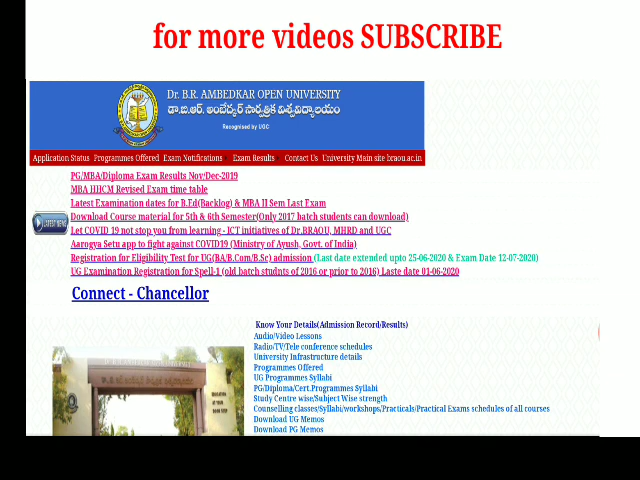 for more videos SUBSCRIBE
Dr. B.R. AMBEDKAR OPEN UNIVERSITY
డా.బి.ఆర్. అంబేద్కర్ సార్వత్రిక విశ్వవిద్యాలయం
Recognised by UGC
Application Status Programmes Offered Exam Notifications Exam Results Contact Us University Main site braou.ac.in
PG/MBA/Diploma Exam Results Nov/Dec-2019
MBA HHCM Revised Exam time table
Latest Examination dates for B.Ed(Backlog) & MBA II Sem Last Exam
LATEST NEWS
Download Course material for 5th & 6th Semester(Only 2017 batch students can download)
Let COVID 19 not stop you from learning - ICT initiatives of Dr.BRAOU, MHRD and UGC
Aarogya Setu app to fight against COVID19 (Ministry of Ayush, Govt. of India)
Registration for Eligibility Test for UG(BA/B.Com/B.Sc) admission (Last date extended upto 25-06-2020 & Exam Date 12-07-2020)
UG Examination Registration for Spell-1 (old batch studnts of 2016 or prior to 2016) Laste date 01-06-2020
Connect - Chancellor
Know Your Details(Admission Record/Results)
Audio/Video Lessons
Radio/TV/Tele conference schedules
University Infrastructure details
Programmes Offered
UG Programmes Syllabi
PG/Diploma/Cert.Programmes Syllabi
Study Centre wise/Subject Wise strength
Counselling classes/Syllabi/workshops/Practicals/Practical Exams schedules of all courses
Download UG Memos
Download PG Memos